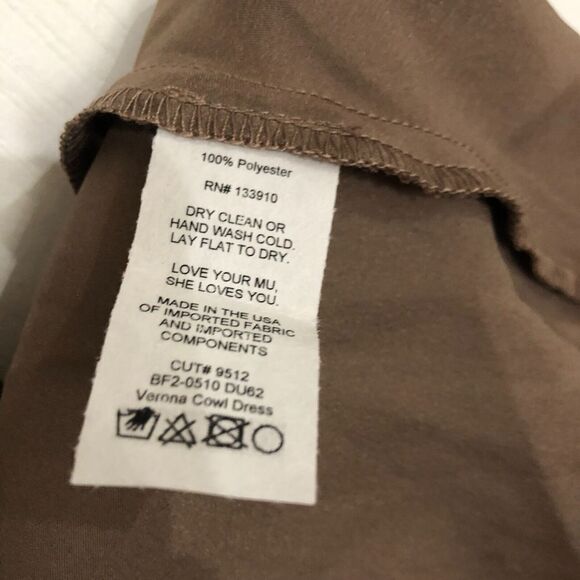 100% Polyester
RN# 133910
DRY CLEAN OR
HAND WASH COLD.
LAY FLAT TO DRY.
LOVE YOUR MU,
SHE LOVES YOU.
MADE IN THE USA
OF IMPORTED FABRIC
AND IMPORTED
COMPONENTS
CUT# 9512
BF2-0510 DU62
Verona Cowl Dress